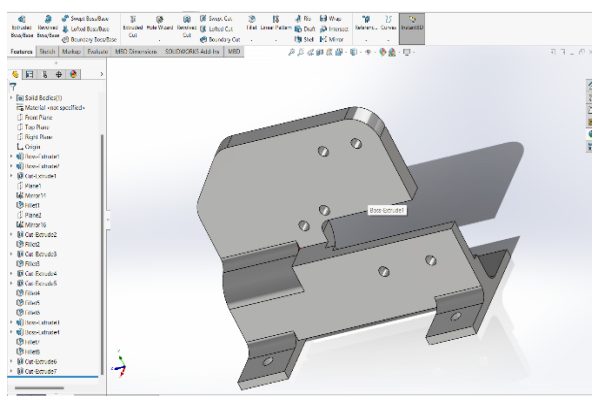 Extruded Boss/Base
Revolved Boss/Base
Swept Boss/Base
Lofted Boss/Base
Boundary Boss/Base
Extruded Cut
Hole Wizard
Revolved Cut
Swept Cut
Lofted Cut
Boundary Cut
Fillet
Linear Pattern
Rib
Draft
Shell
Wrap
Intersect
Mirror
Curves
Instant3D
Features Sketch Markup Evaluate MBD Dimensions SOLIDWORKS Add-Ins MBD
Solid Bodies(1)
Material <not specified>
Front Plane
Top Plane
Right Plane
Origin
Boss-Extrude1
Boss-Extrude2
Cut-Extrude1
Plane1
Fillet1
Plane2
Cut-Extrude2
Fillet2
Cut-Extrude3
Fillet3
Cut-Extrude4
Cut-Extrude5
Fillet4
Fillet5
Fillet6
Boss-Extrude3
Boss-Extrude4
Fillet7
Fillet8
Cut-Extrude6
Cut-Extrude7
Boss-Extrude1